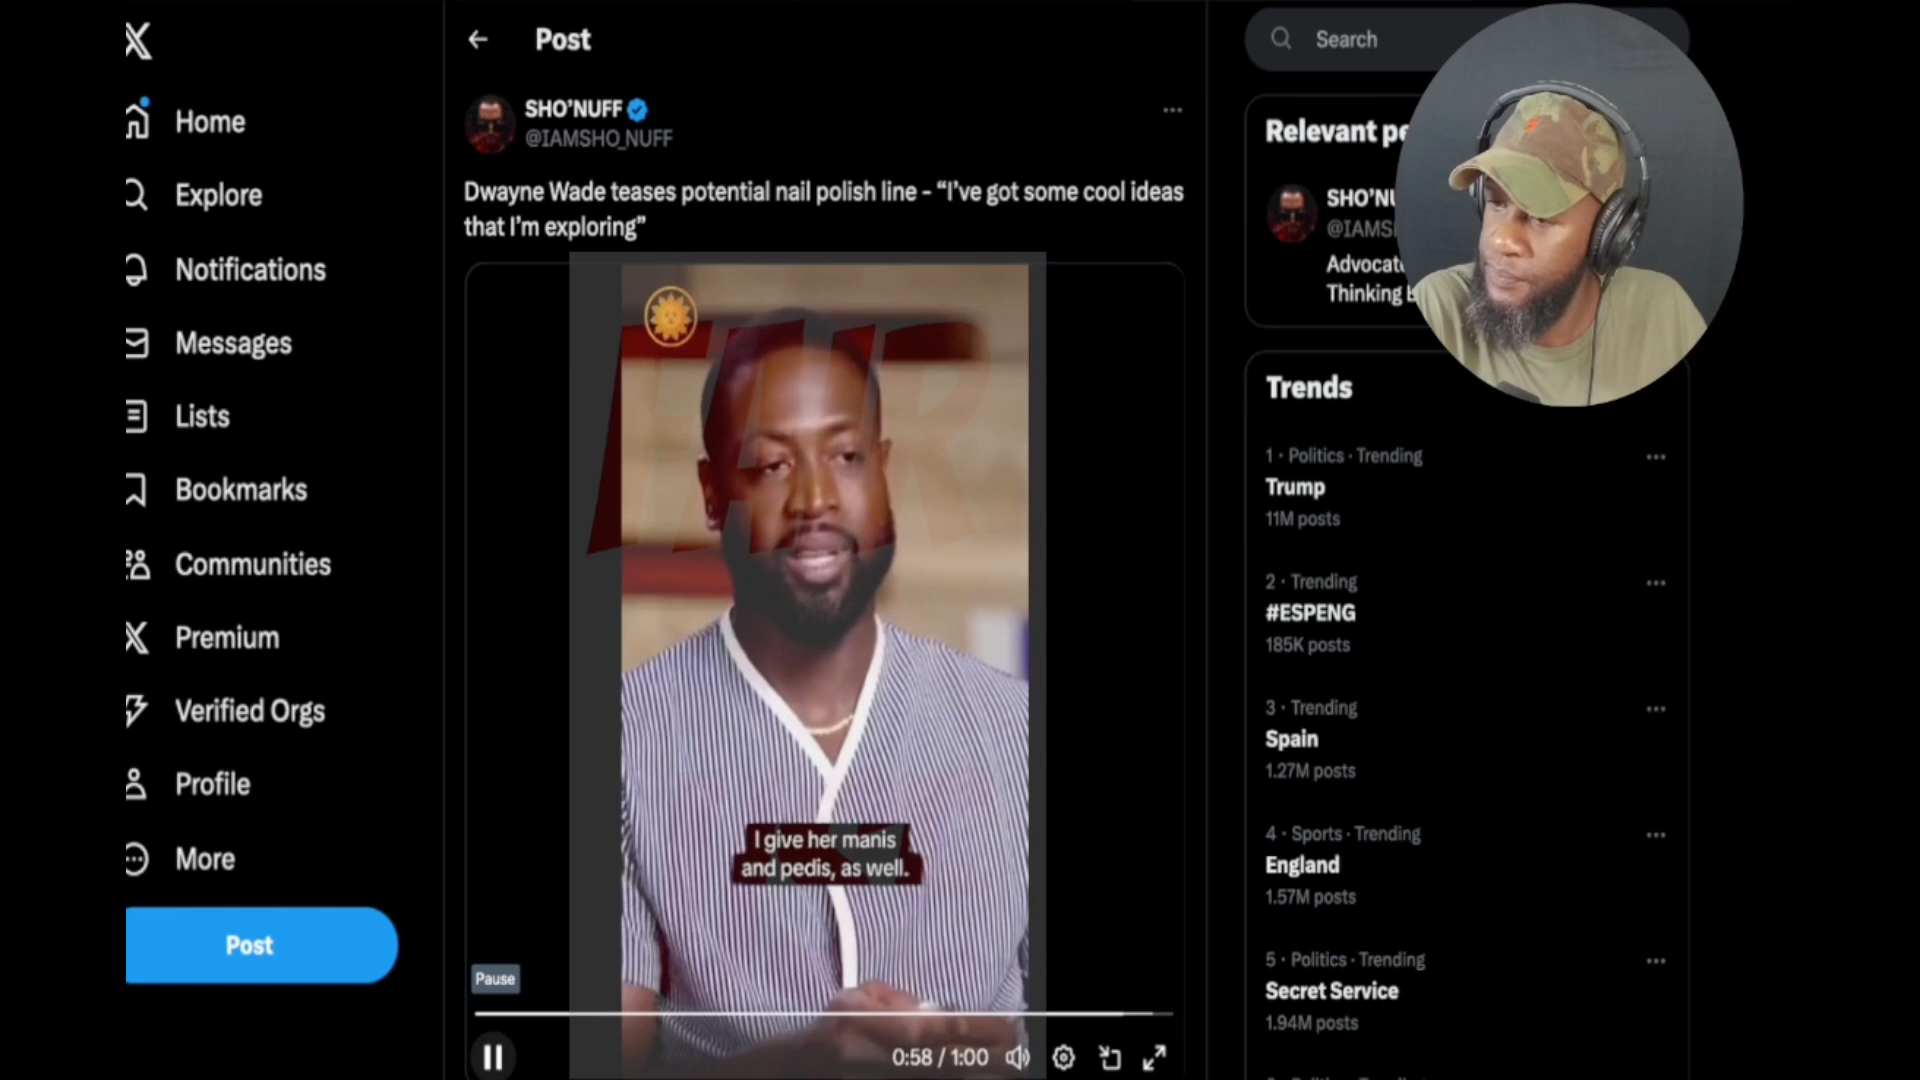 Home
Explore
Notifications
Messages
Lists
Bookmarks
Communities
Premium
Verified Orgs
Profile
More
Post
Post
SHO’NUFF
@IAMSHO_NUFF
Dwayne Wade teases potential nail polish line - “I’ve got some cool ideas
that I’m exploring”
I give her manis
and pedis, as well.
Pause
0:58 / 1:00
Search
Relevant pe
SHO’NU
@IAMS
Advocat
Thinking
Trends
1 · Politics · Trending
Trump
11M posts
2 · Trending
#ESPENG
185K posts
3 · Trending
Spain
1.27M posts
4 · Sports · Trending
England
1.57M posts
5 · Politics · Trending
Secret Service
1.94M posts